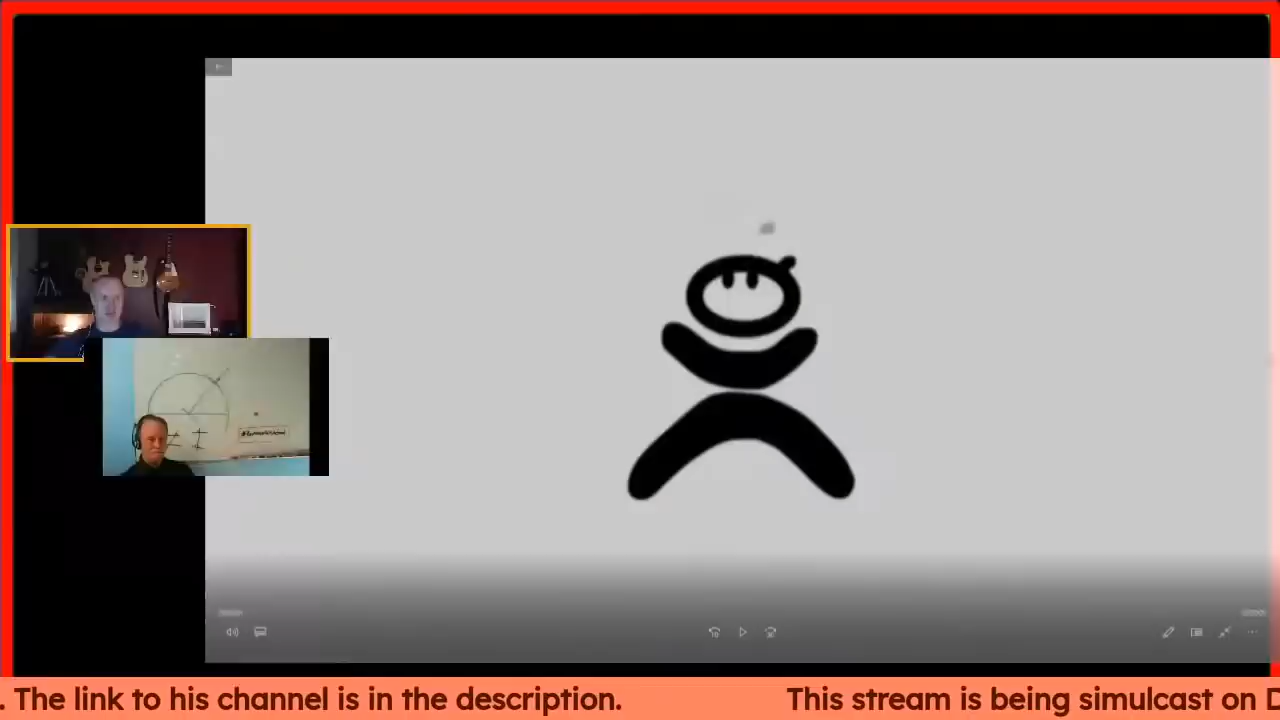 . The link to his channel is in the description. This stream is being simulcast on D